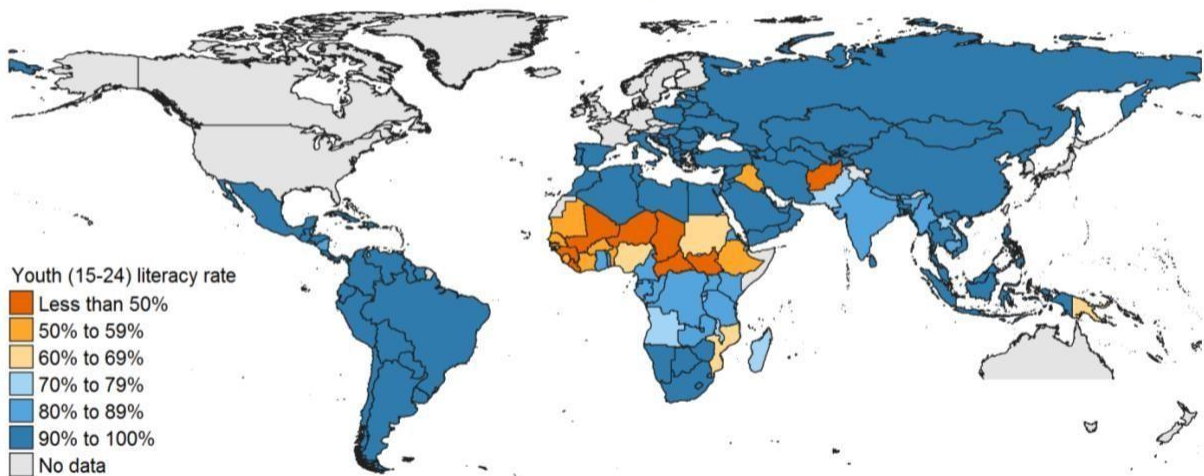 Youth (15-24) literacy rate
Less than 50%
50% to 59%
60% to 69%
70% to 79%
80% to 89%
90% to 100%
No data